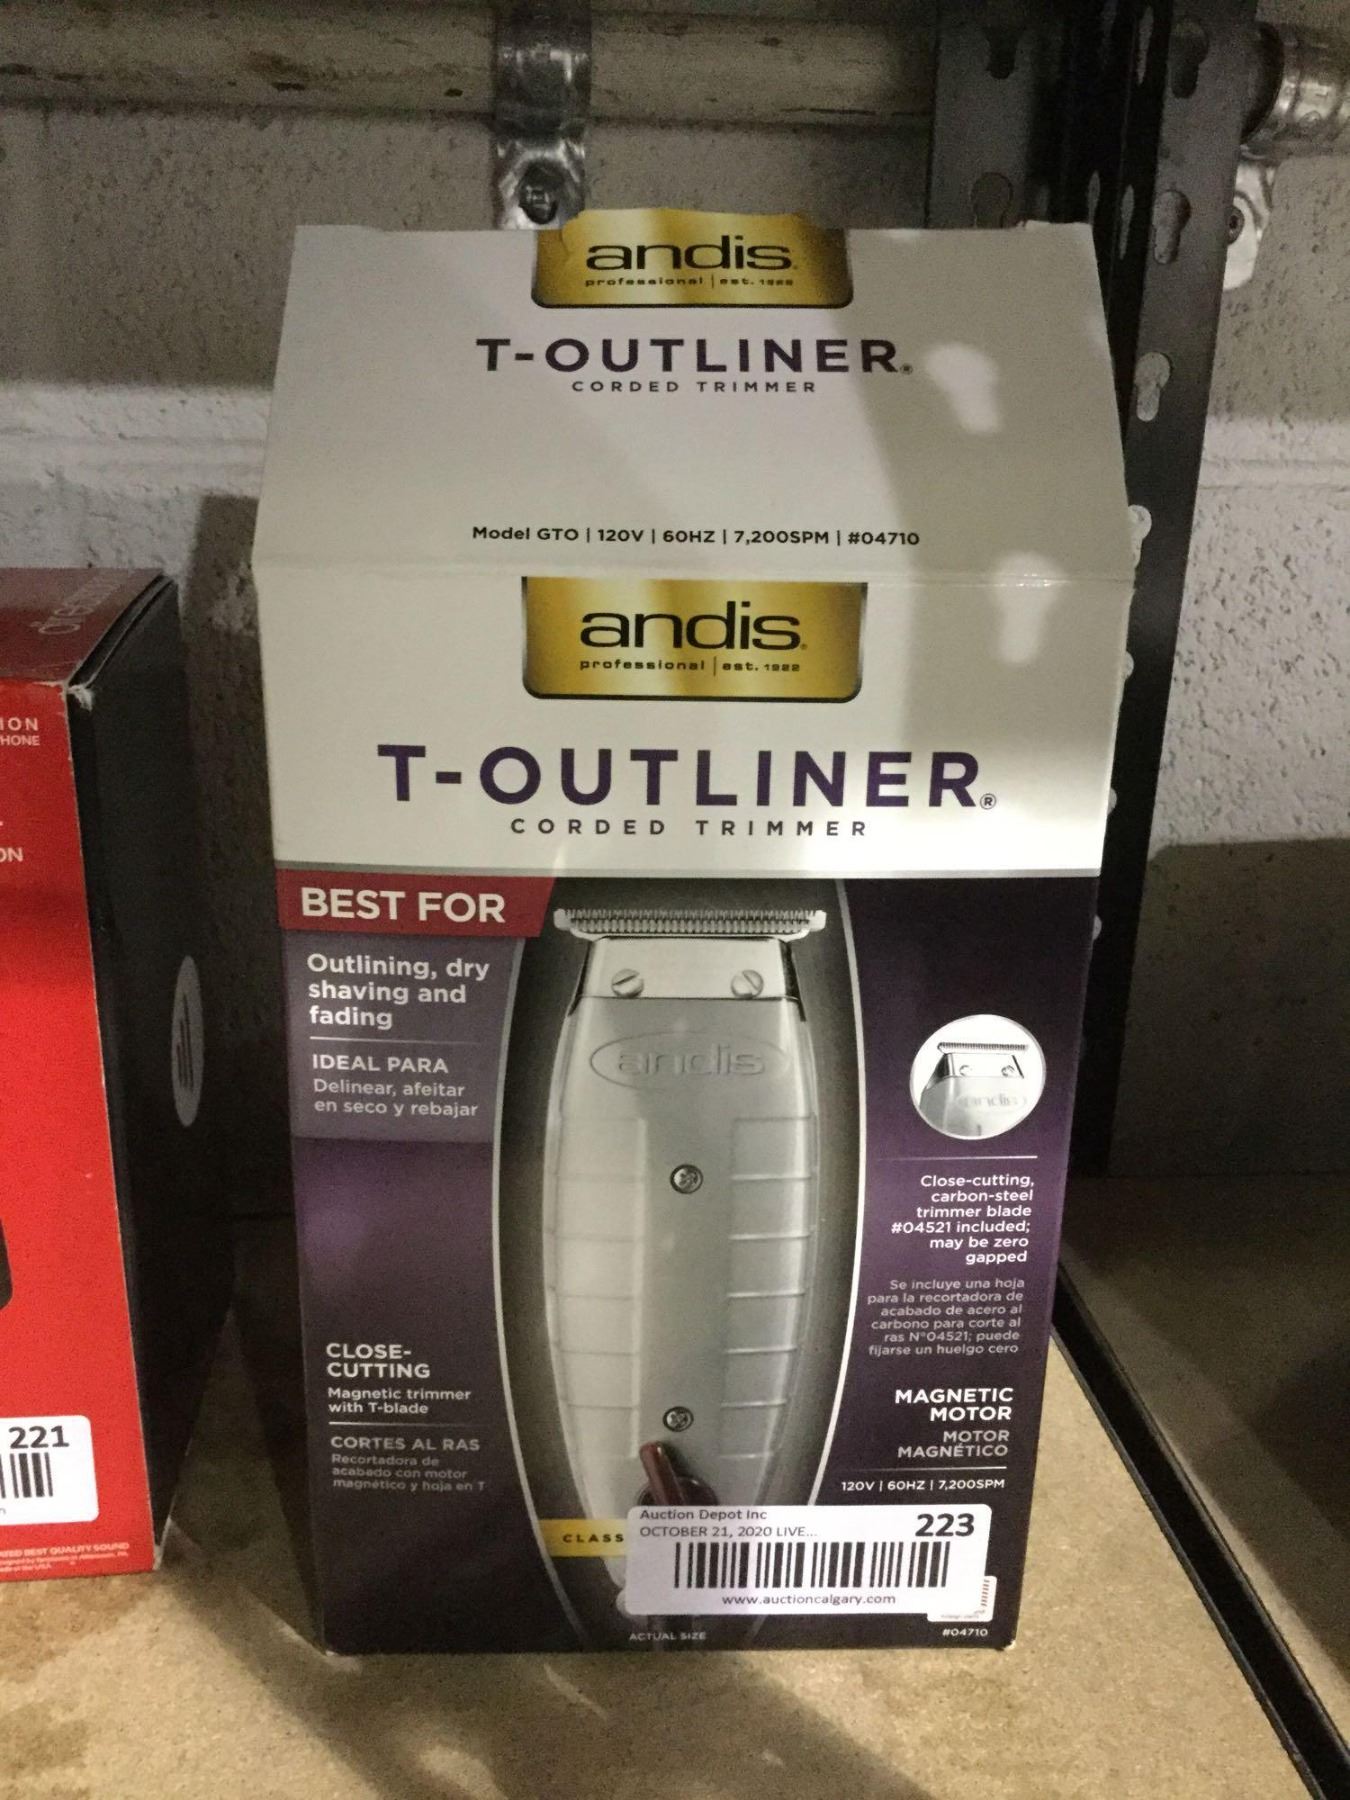 andis
professional | est. 1922
T-OUTLINER®
CORDED TRIMMER
Model GTO | 120V | 60HZ | 7,200SPM | #04710
andis®
professional | est. 1922
T-OUTLINER®
CORDED TRIMMER
BEST FOR
Outlining, dry
shaving and
fading
IDEAL PARA
Delinear, afeitar
en seco y rebajar
andis
andis
Close-cutting,
carbon-steel
trimmer blade
#04521 included;
may be zero
gapped
Se incluye una hoja
para la recortadora de
acabado de acero al
carbono para corte al
ras N°04521; puede
fijarse un huelgo cero
CLOSE-
CUTTING
Magnetic trimmer
with T-blade
CORTES AL RAS
Recortadora de
acabado con motor
magnético y hoja en T
MAGNETIC
MOTOR
MOTOR
MAGNÉTICO
120V | 60HZ | 7,200SPM
CLASS
Auction Depot Inc
OCTOBER 21, 2020 LIVE...
223
www.auctioncalgary.com
ACTUAL SIZE
#04710
ION
HONE
ON
221